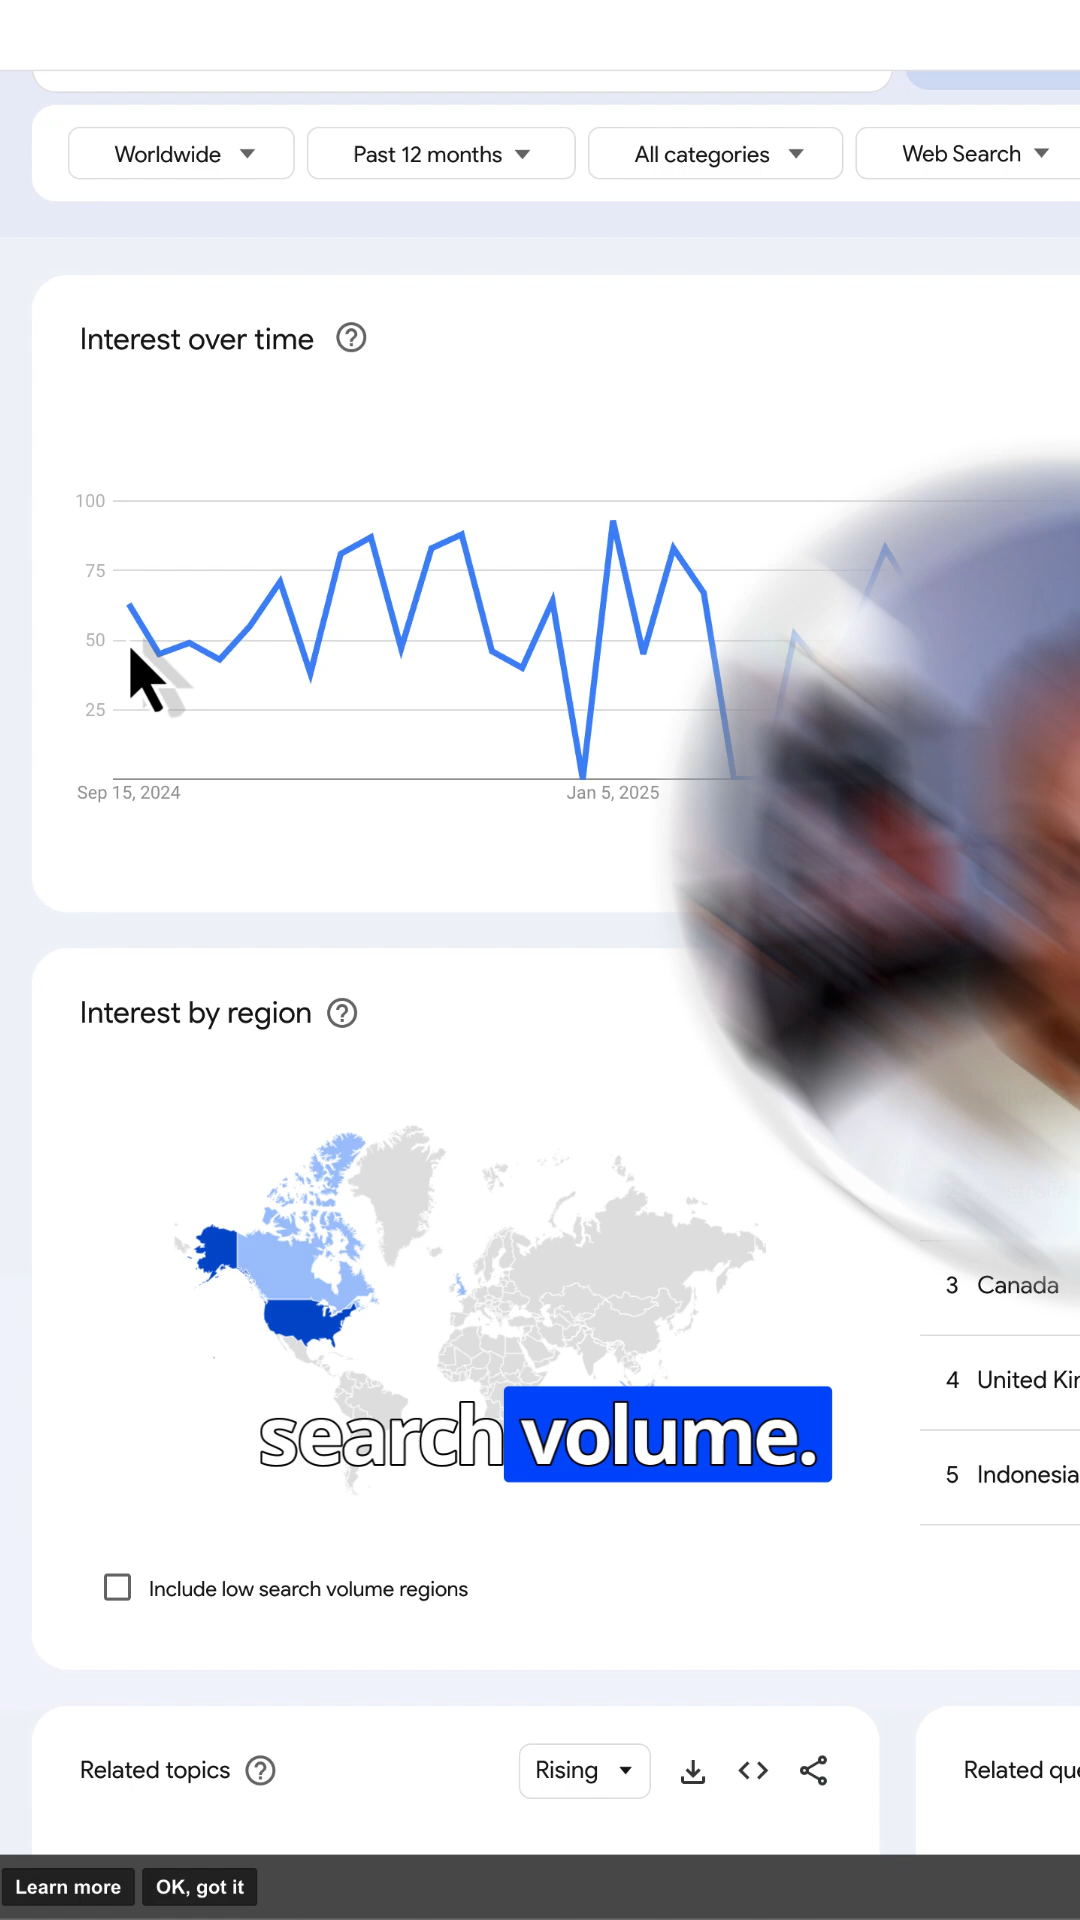 Worldwide Past 12 months All categories Web Search
Interest over time ?
100
75
50
25
Sep 15, 2024 Jan 5, 2025
Interest by region ?
3 Canada
4 United Kin
5 Indonesia
search volume.
Include low search volume regions
Related topics ? Rising Related que
Learn more OK, got it